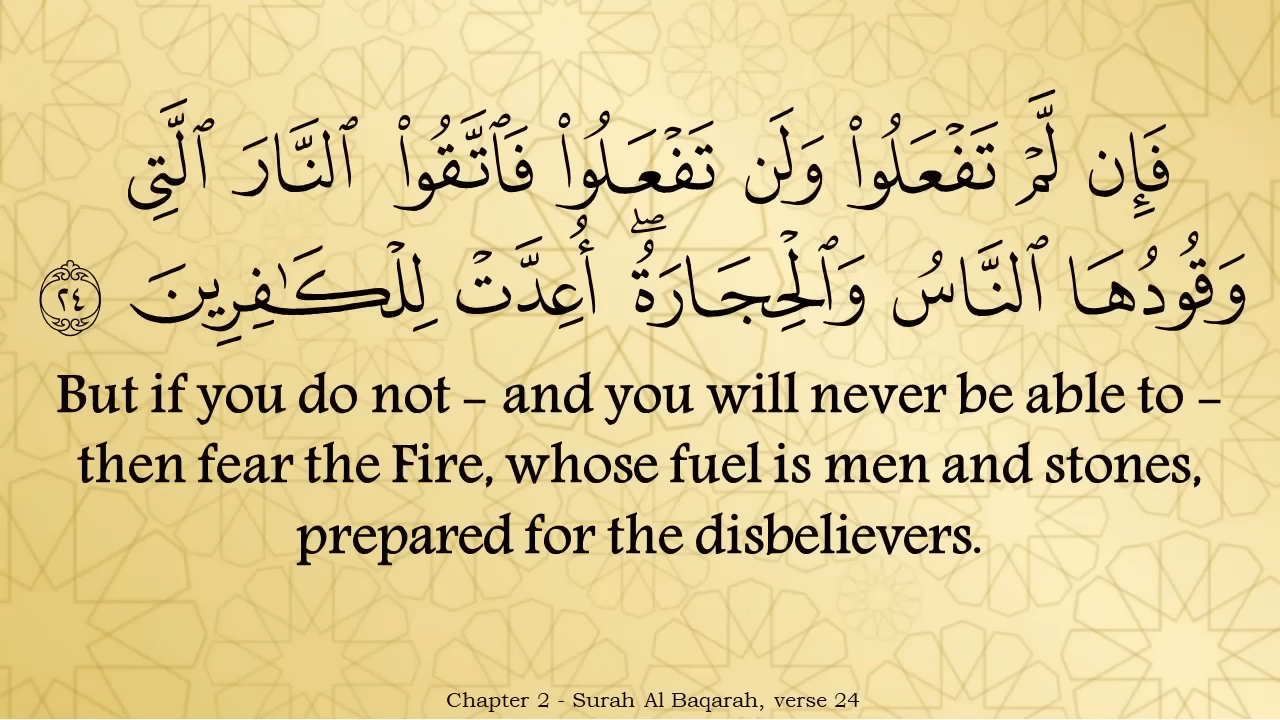 فَإِن لَّمۡ تَفۡعَلُواْ وَلَن تَفۡعَلُواْ فَٱتَّقُواْ ٱلنَّارَ ٱلَّتِي
وَقُودُهَا ٱلنَّاسُ وَٱلۡحِجَارَةُۖ أُعِدَّتۡ لِلۡكَٰفِرِينَ ٢٤
But if you do not – and you will never be able to –
then fear the Fire, whose fuel is men and stones,
prepared for the disbelievers.
Chapter 2 - Surah Al Baqarah, verse 24